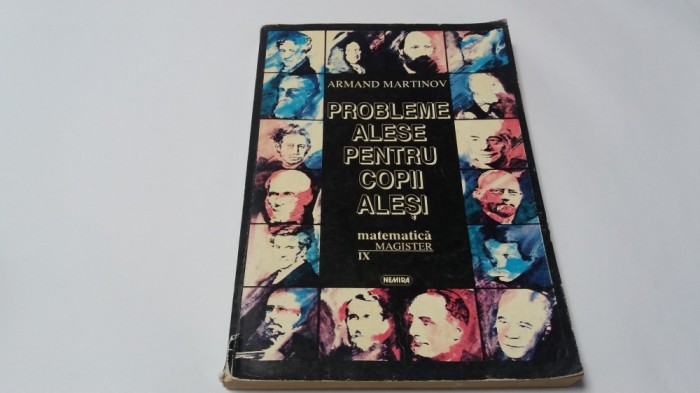 ARMAND MARTINOV
PROBLEME
ALESE
PENTRU
COPII
ALEȘI
matematică
MAGISTER
IX
NEMIRA